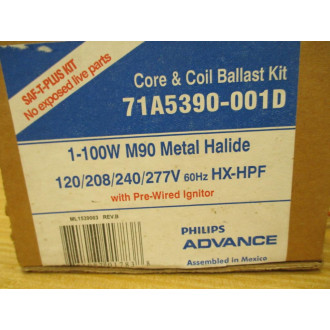 SAF-T-PLUS KIT
No exposed live parts
Core & Coil Ballast Kit
71A5390-001D
1-100W M90 Metal Halide
120/208/240/277V 60Hz HX-HPF
with Pre-Wired Ignitor
REV.B
PHILIPS
ADVANCE
Assembled in Mexico